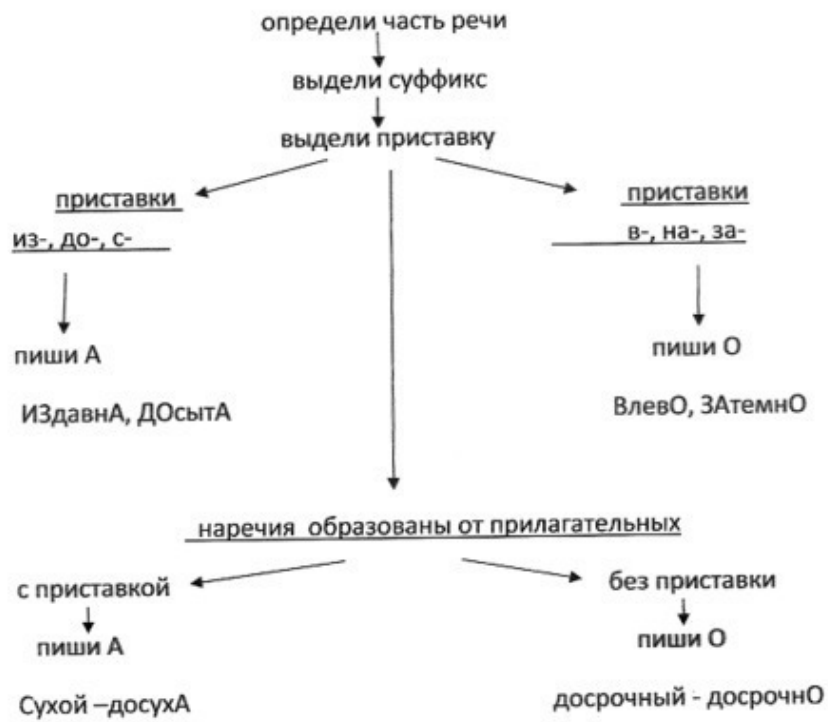 определи часть речи
выдели суффикс
выдели приставку
приставки
из-, до-, с-
приставки
в-, на-, за-
пиши А
пиши О
ИЗдавнА, ДОсытА
ВлевО, ЗАтемнО
наречия образованы от прилагательных
с приставкой
без приставки
пиши А
пиши О
Сухой –досухА
досрочный - досрочнО